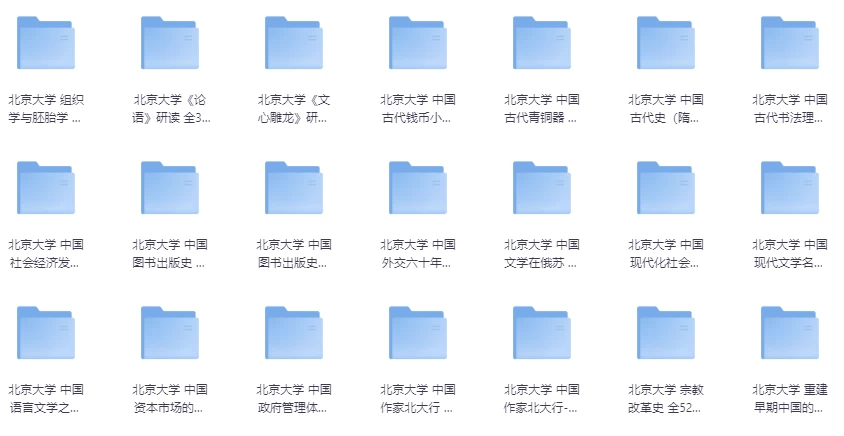 北京大学 组织
学与胚胎学 ...
北京大学《论
语》研读 全3...
北京大学《文
心雕龙》研...
北京大学 中国
古代钱币小...
北京大学 中国
古代青铜器 ...
北京大学 中国
古代史（隋...
北京大学 中国
古代书法理...
北京大学 中国
社会经济发...
北京大学 中国
图书出版史 ...
北京大学 中国
图书出版史...
北京大学 中国
外交六十年...
北京大学 中国
文学在俄苏 ...
北京大学 中国
现代化社会...
北京大学 中国
现代文学名...
北京大学 中国
语言文学之...
北京大学 中国
资本市场的...
北京大学 中国
政府管理体...
北京大学 中国
作家北大行 ...
北京大学 中国
作家北大行-...
北京大学 宗教
改革史 全52...
北京大学 重建
早期中国的...